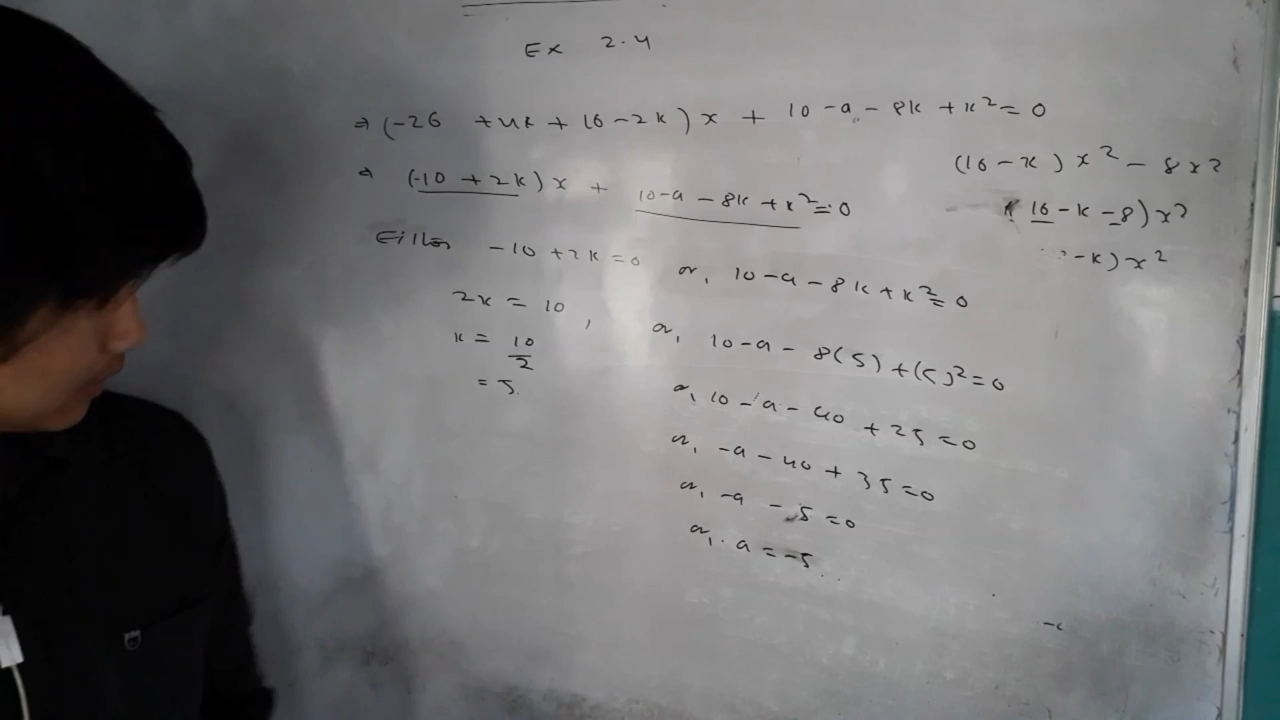 Ex 2.4
⇒ (-26 + 4k + 16 - 2k) x + 10 - a - 8k + k² = 0
⇒ (-10 + 2k) x + 10 - a - 8k + k² = 0
Either -10 + 2k = 0
2k = 10 ,
k = 10/2
= 5.
or, 10 - a - 8k + k² = 0
or, 10 - a - 8(5) + (5)² = 0
or, 10 - a - 40 + 25 = 0
or, -a - 40 + 35 = 0
or, -a - 5 = 0
or, a = -5
(16 - k) x² - 8x²
(16 - k - 8) x²
- k) x²